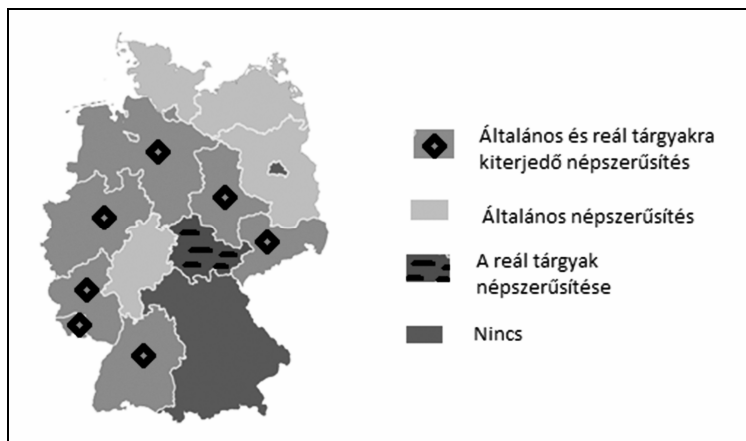 Általános és reál tárgyakra
kiterjedő népszerűsítés
Általános népszerűsítés
A reál tárgyak
népszerűsítése
Nincs